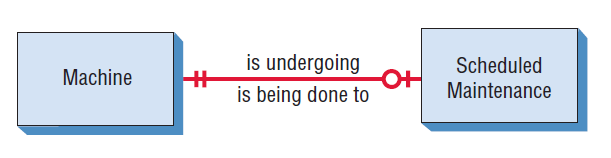 Machine
is undergoing
is being done to
Scheduled
Maintenance